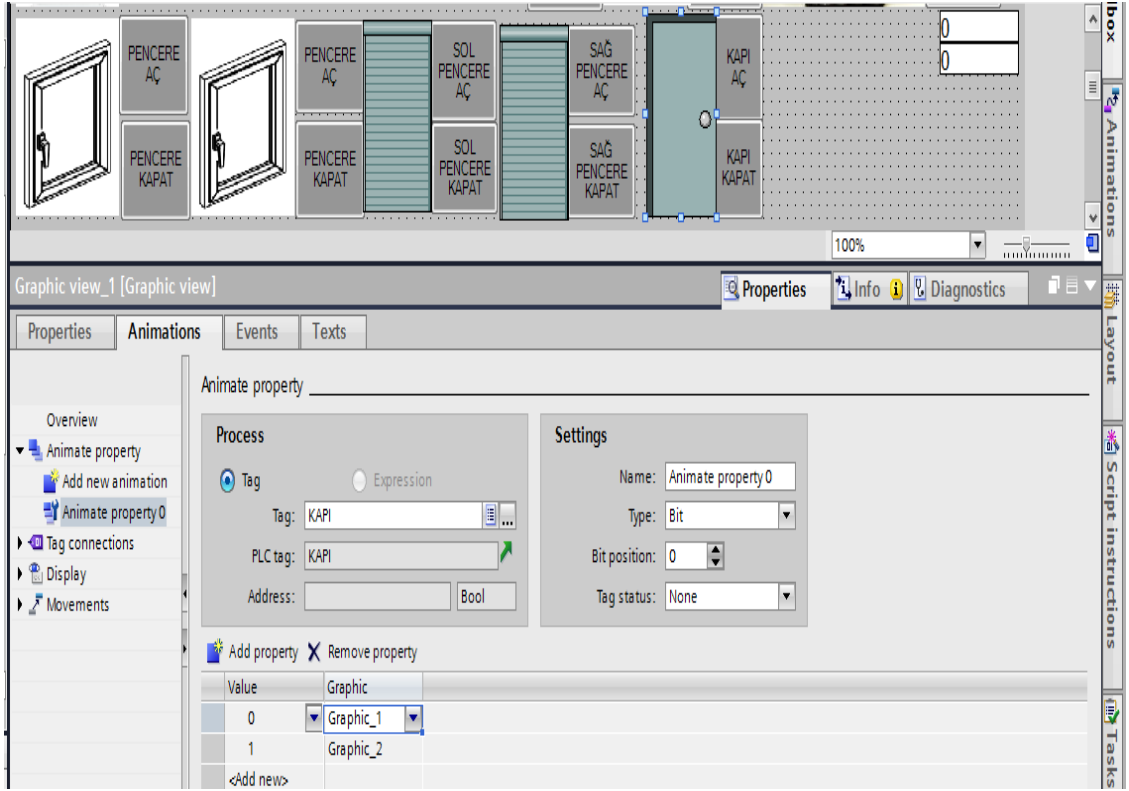 PENCERE
AÇ
PENCERE
KAPAT
PENCERE
AÇ
PENCERE
KAPAT
SOL
PENCERE
AÇ
SOL
PENCERE
KAPAT
SAĞ
PENCERE
AÇ
SAĞ
PENCERE
KAPAT
KAPI
AÇ
KAPI
KAPAT
0
0
100%
Graphic view_1 [Graphic view]
Properties
Info
Diagnostics
Properties
Animations
Events
Texts
Overview
Animate property
Add new animation
Animate property 0
Tag connections
Display
Movements
Animate property
Process
Tag
Expression
Tag: KAPI
PLC tag: KAPI
Address:
Bool
Settings
Name: Animate property 0
Type: Bit
Bit position: 0
Tag status: None
Add property
Remove property
Value Graphic
0 Graphic_1
1 Graphic_2
<Add new>
Animations
Layout
Script instructions
Tasks